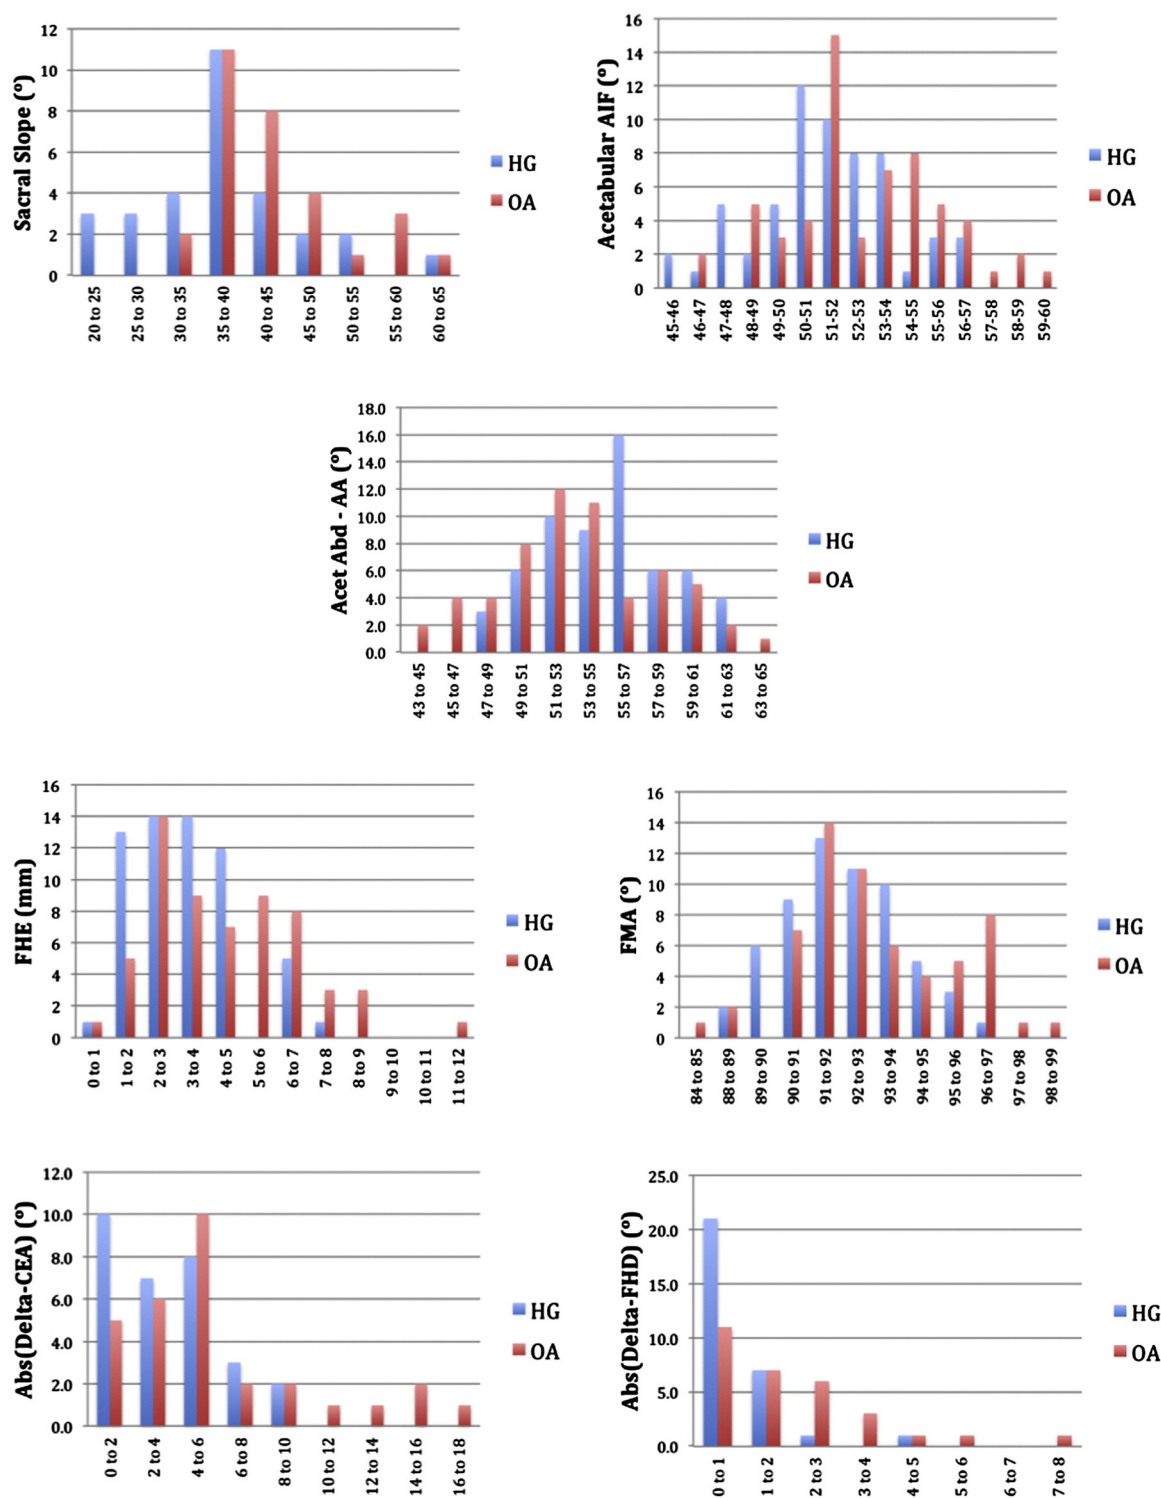 Sacral Slope (º)
12
10
8
6
4
2
0
20 to 25
25 to 30
30 to 35
35 to 40
40 to 45
45 to 50
50 to 55
55 to 60
60 to 65
HG
OA
Acetabular AIF (º)
16
14
12
10
8
6
4
2
0
45-46
46-47
47-48
48-49
49-50
50-51
51-52
52-53
53-54
54-55
55-56
56-57
57-58
58-59
59-60
HG
OA
Acet Abd - AA (º)
18.0
16.0
14.0
12.0
10.0
8.0
6.0
4.0
2.0
0.0
43 to 45
45 to 47
47 to 49
49 to 51
51 to 53
53 to 55
55 to 57
57 to 59
59 to 61
61 to 63
63 to 65
HG
OA
FHE (mm)
16
14
12
10
8
6
4
2
0
0 to 1
1 to 2
2 to 3
3 to 4
4 to 5
5 to 6
6 to 7
7 to 8
8 to 9
9 to 10
10 to 11
11 to 12
HG
OA
FMA (º)
16
14
12
10
8
6
4
2
0
84 to 85
88 to 89
89 to 90
90 to 91
91 to 92
92 to 93
93 to 94
94 to 95
95 to 96
96 to 97
97 to 98
98 to 99
HG
OA
Abs(Delta-CEA) (º)
12.0
10.0
8.0
6.0
4.0
2.0
0.0
0 to 2
2 to 4
4 to 6
6 to 8
8 to 10
10 to 12
12 to 14
14 to 16
16 to 18
HG
OA
Abs(Delta-FHD) (º)
25.0
20.0
15.0
10.0
5.0
0.0
0 to 1
1 to 2
2 to 3
3 to 4
4 to 5
5 to 6
6 to 7
7 to 8
HG
OA